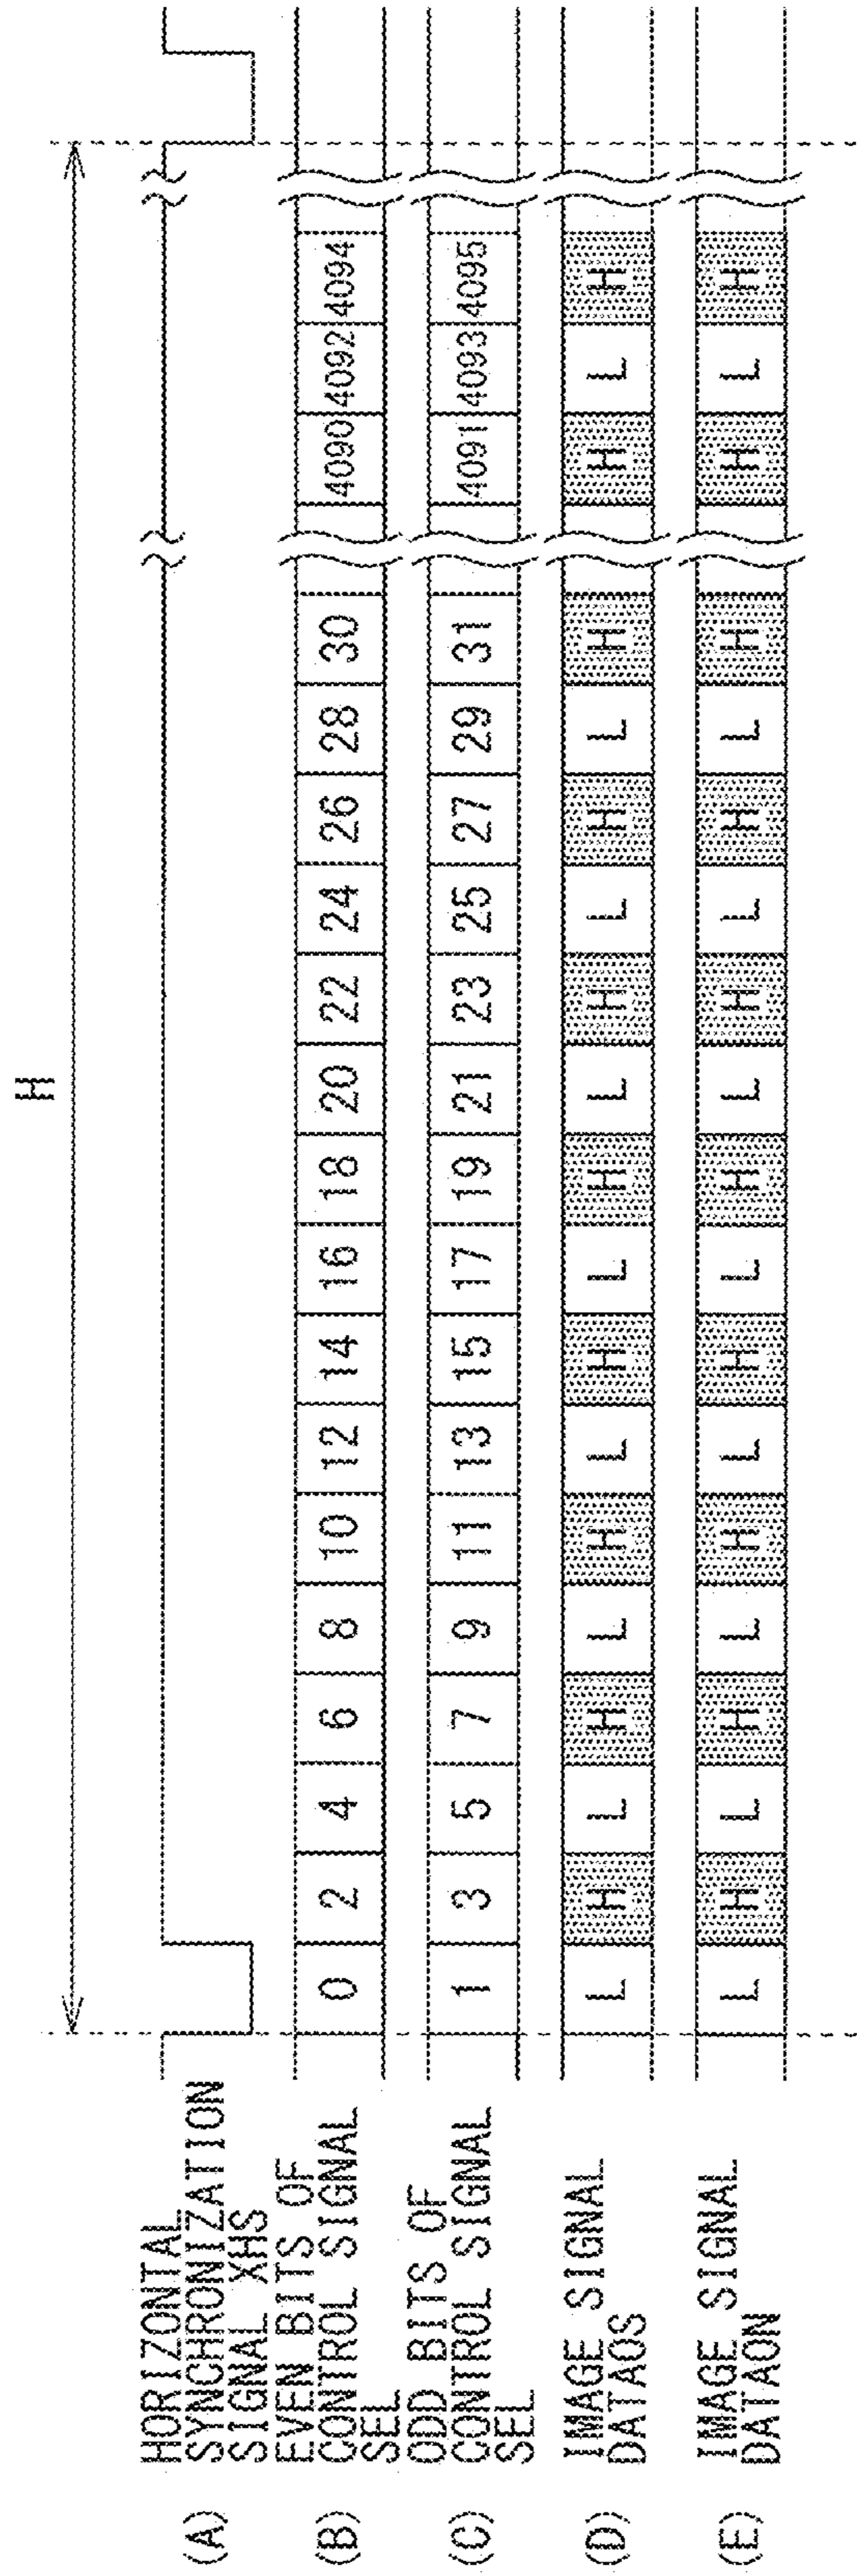 H
(A) HORIZONTAL
SYNCHRONIZATION
SIGNAL XHS
(B) EVEN BITS OF
CONTROL SIGNAL
SEL
0 2 4 6 8 10 12 14 16 18 20 22 24 26 28 30 4090 4092 4094
(C) ODD BITS OF
CONTROL SIGNAL
SEL
1 3 5 7 9 11 13 15 17 19 21 23 25 27 29 31 4091 4093 4095
(D) IMAGE SIGNAL
DATAOS
L H L H L H L H L H L H L H L H H L H
(E) IMAGE SIGNAL
DATAON
L H L H L H L H L H L H L H L H H L H